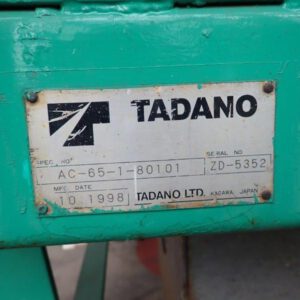 TADANO
SPEC. NO. SERIAL NO
AC-65-1-80101 ZD-5352
MFG. DATE
10 1998 TADANO LTD. KAGAWA, JAPAN